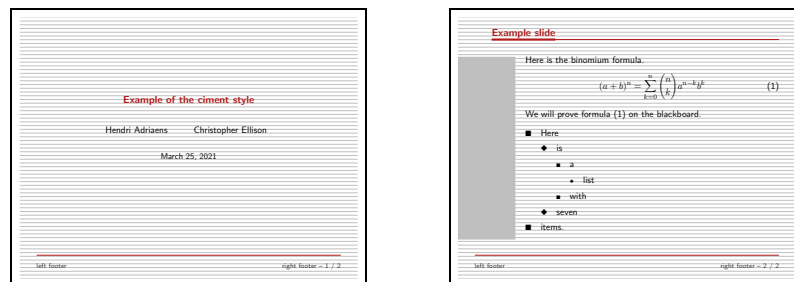 Example of the ciment style
Hendri Adriaens Christopher Ellison
March 25, 2021
left footer right footer – 1 / 2
Example slide
Here is the binomium formula.
(a + b)^n = \sum_{k=0}^{n} \binom{n}{k} a^{n-k} b^k (1)
We will prove formula (1) on the blackboard.
■ Here
◆ is
■ a
◆ list
■ with
◆ seven
■ items.
left footer right footer – 2 / 2